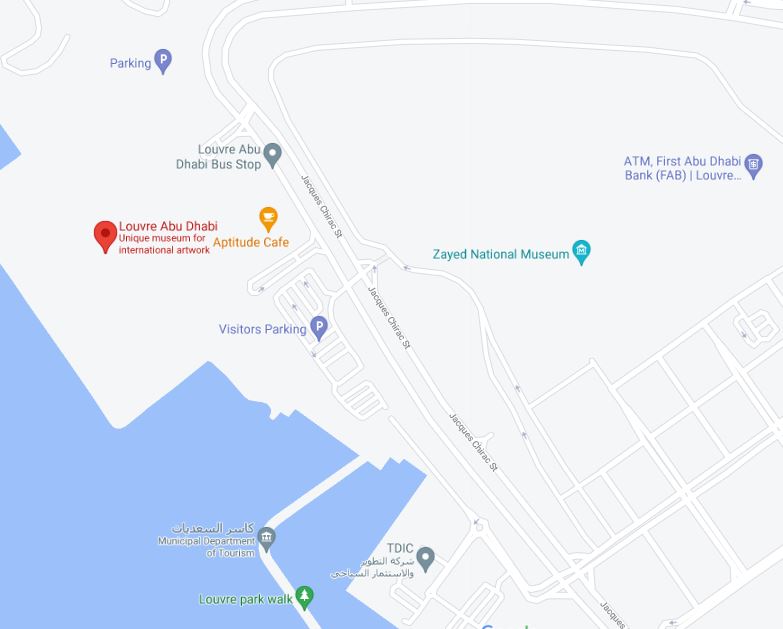 Parking
P
Louvre Abu
Dhabi Bus Stop
ATM, First Abu Dhabi
Bank (FAB) | Louvre...
Jacques Chirac St
Louvre Abu Dhabi
Unique museum for
international artwork
Aptitude Cafe
Zayed National Museum
Jacques Chirac St
Visitors Parking
P
Jacques Chirac St
كاسر السعديات
Municipal Department
of Tourism
TDIC
شركة التطوير
والاستثمار السياحي
Louvre park walk
Jacques